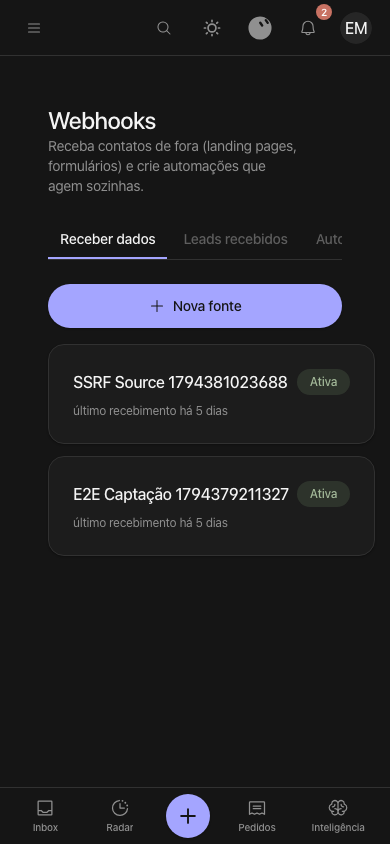 2
EM
Webhooks
Receba contatos de fora (landing pages,
formulários) e crie automações que
agem sozinhas.
Receber dados Leads recebidos Auto
Nova fonte
SSRF Source 1794381023688 Ativa
último recebimento há 5 dias
E2E Captação 1794379211327 Ativa
último recebimento há 5 dias
Inbox Radar Pedidos Inteligência